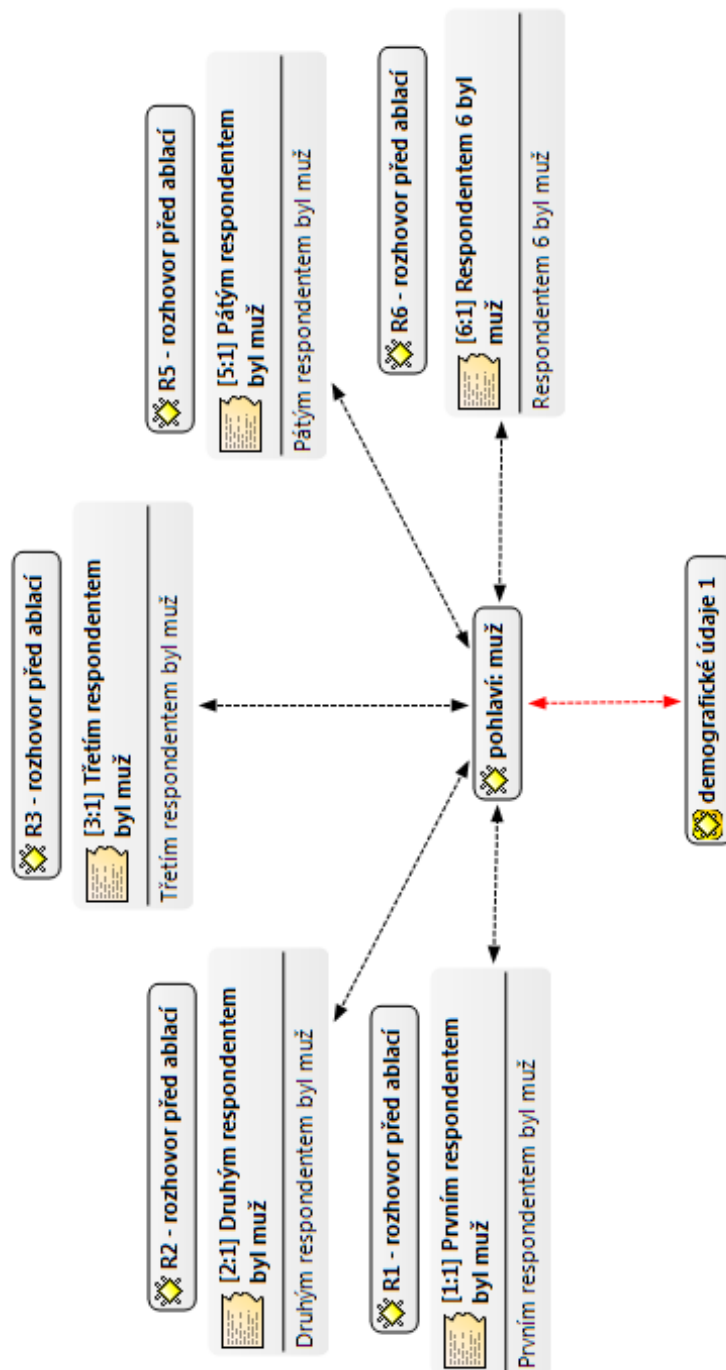 R3 - rozhovor před ablací
[3:1] Třetím respondentem
byl muž
Třetím respondentem byl muž
R2 - rozhovor před ablací
[2:1] Druhým respondentem
byl muž
Druhým respondentem byl muž
R5 - rozhovor před ablací
[5:1] Pátým respondentem
byl muž
Pátým respondentem byl muž
R1 - rozhovor před ablací
[1:1] Prvním respondentem
byl muž
Prvním respondentem byl muž
R6 - rozhovor před ablací
[6:1] Respondentem 6 byl
muž
Respondentem 6 byl muž
pohlaví: muž
demografické údaje 1